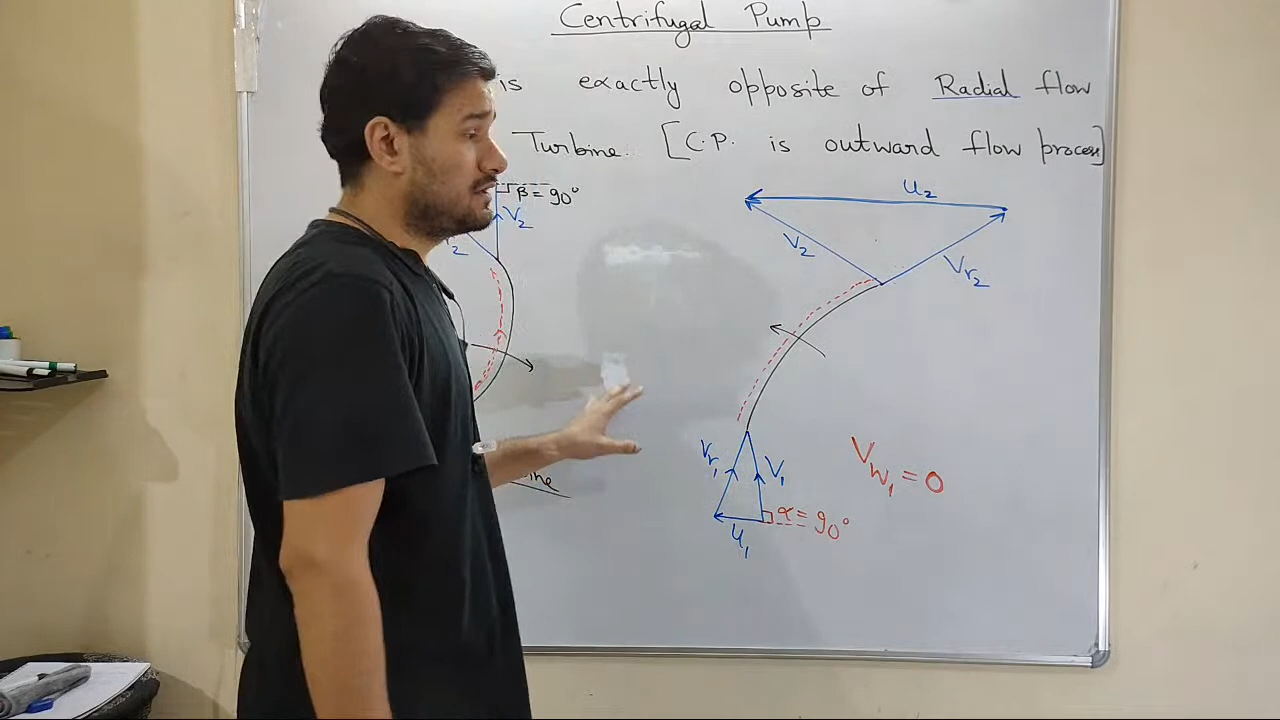 Centrifugal Pump
is exactly opposite of Radial flow
Turbine. [C.P. is outward flow process]
β = 90°
V₂
u₂
V₂
Vr₂
Vr₁
V₁
α = 90°
u₁
Vw₁ = 0